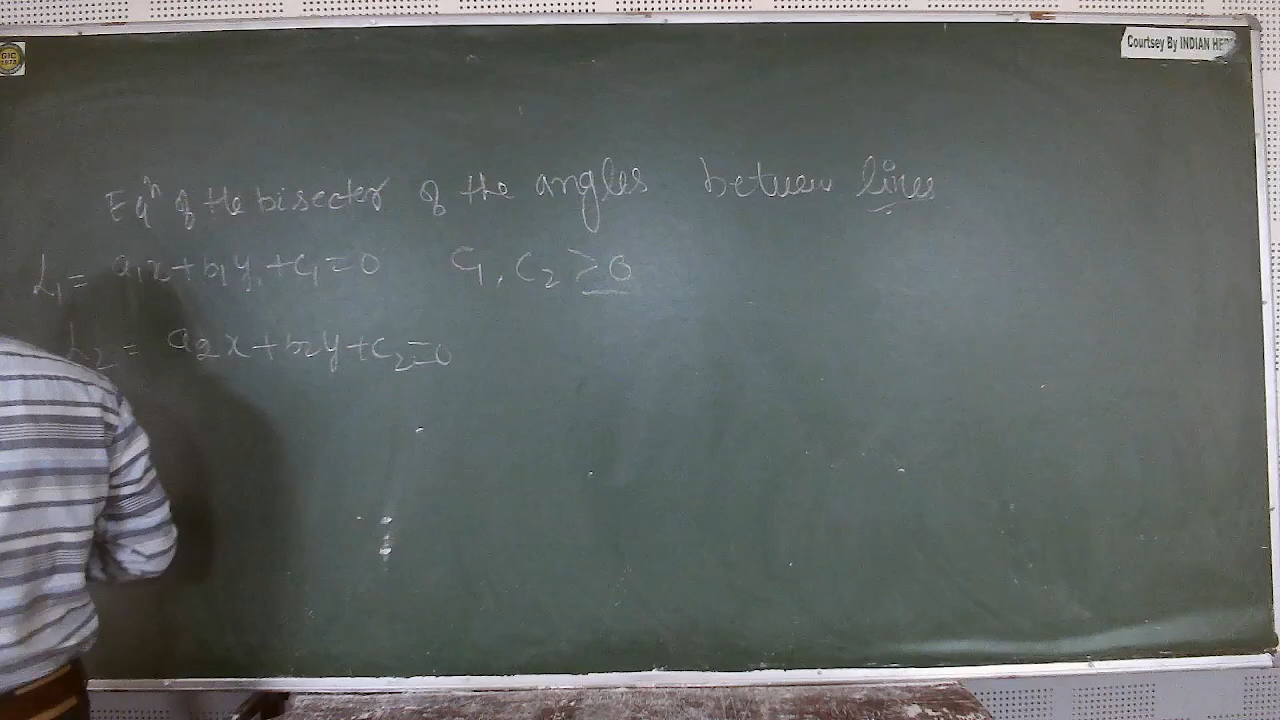 Courtsey By INDIAN
GIC
Eqⁿ of the bisector of the angles between lines
L₁ = a₁x+b₁y+c₁=0 C₁, C₂ ≥0
L₂ = a₂x+b₂y+c₂=0